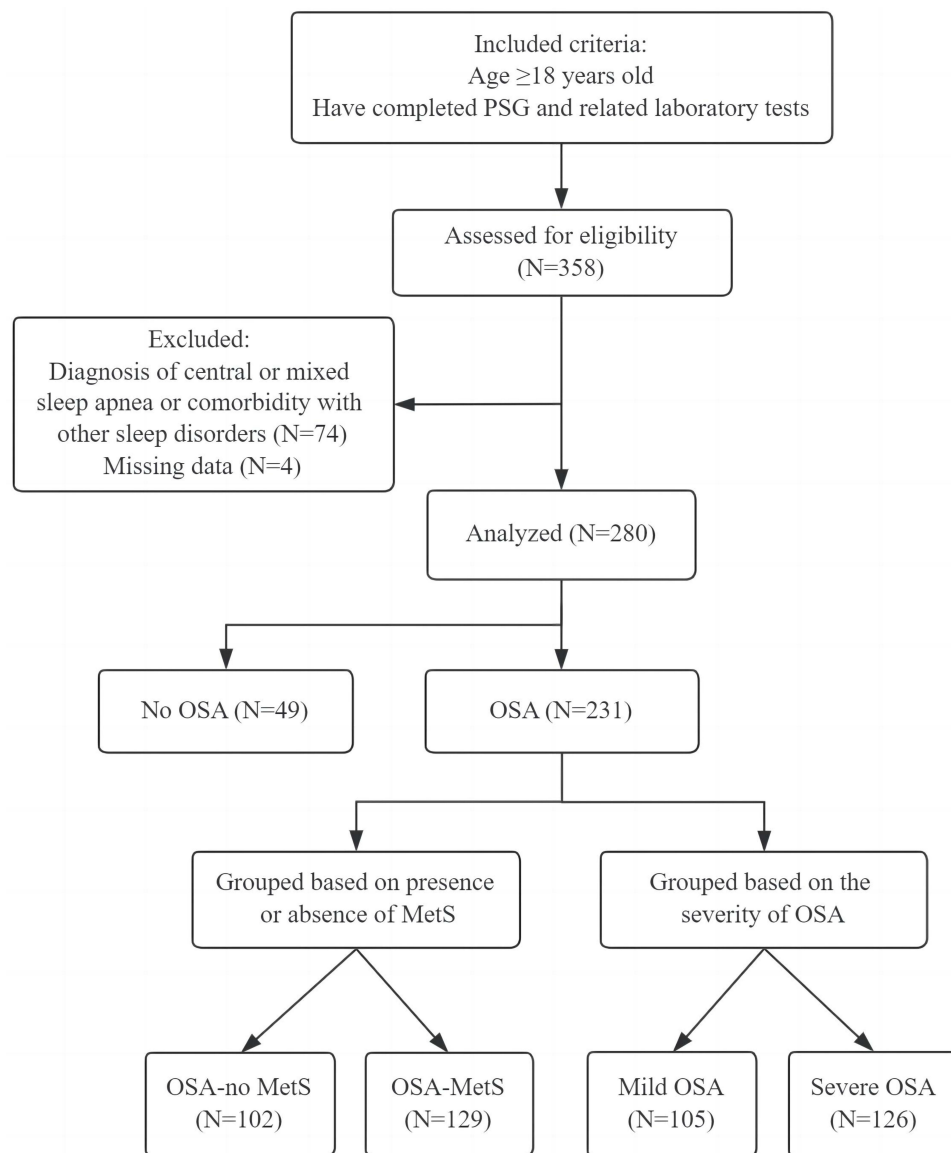 Included criteria:
Age ≥18 years old
Have completed PSG and related laboratory tests
Assessed for eligibility
(N=358)
Excluded:
Diagnosis of central or mixed
sleep apnea or comorbidity with
other sleep disorders (N=74)
Missing data (N=4)
Analyzed (N=280)
No OSA (N=49)
OSA (N=231)
Grouped based on presence
or absence of MetS
Grouped based on the
severity of OSA
OSA-no MetS
(N=102)
OSA-MetS
(N=129)
Mild OSA
(N=105)
Severe OSA
(N=126)